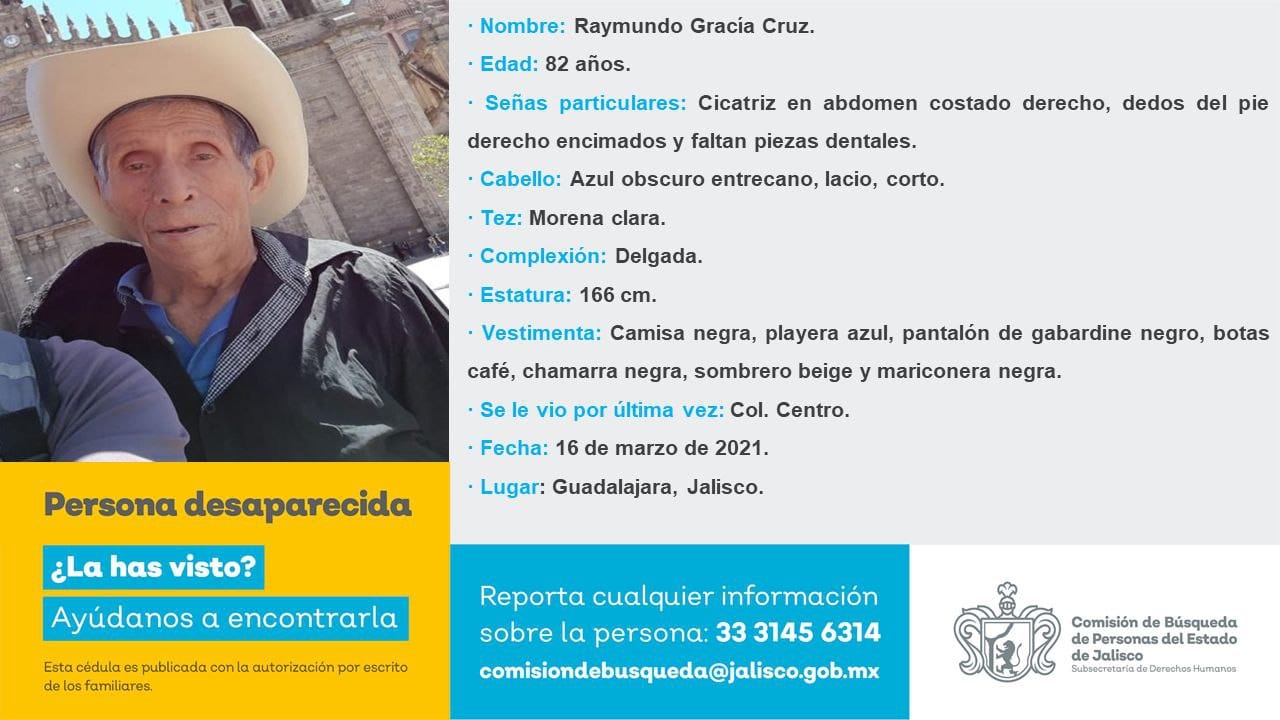 · Nombre: Raymundo Gracía Cruz.
· Edad: 82 años.
· Señas particulares: Cicatriz en abdomen costado derecho, dedos del pie
derecho encimados y faltan piezas dentales.
· Cabello: Azul obscuro entrecano, lacio, corto.
· Tez: Morena clara.
· Complexión: Delgada.
· Estatura: 166 cm.
· Vestimenta: Camisa negra, playera azul, pantalón de gabardine negro, botas
café, chamarra negra, sombrero beige y mariconera negra.
· Se le vio por última vez: Col. Centro.
· Fecha: 16 de marzo de 2021.
· Lugar: Guadalajara, Jalisco.
Persona desaparecida
¿La has visto?
Ayúdanos a encontrarla
Esta cédula es publicada con la autorización por escrito
de los familiares.
Reporta cualquier información
sobre la persona: 33 3145 6314
comisiondebusqueda@jalisco.gob.mx
Comisión de Búsqueda
de Personas del Estado
de Jalisco
Subsecretaría de Derechos Humanos